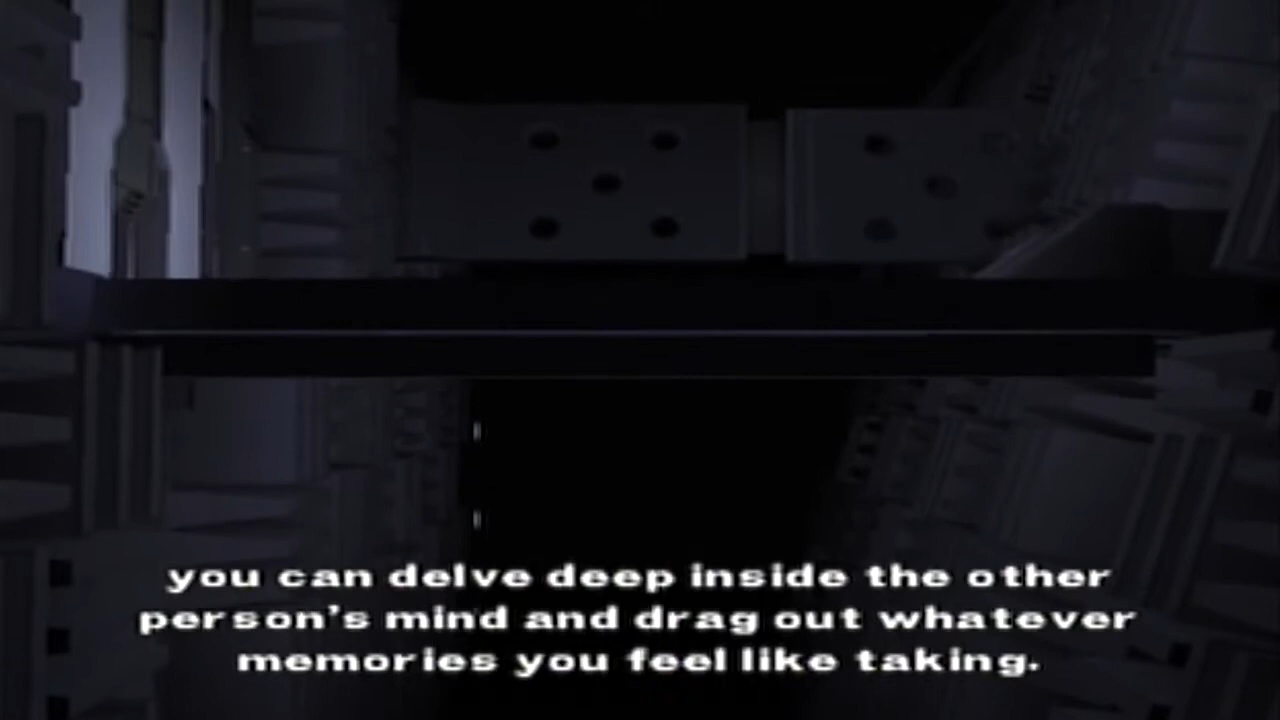 you can delve deep inside the other
person's mind and drag out whatever
memories you feel like taking.